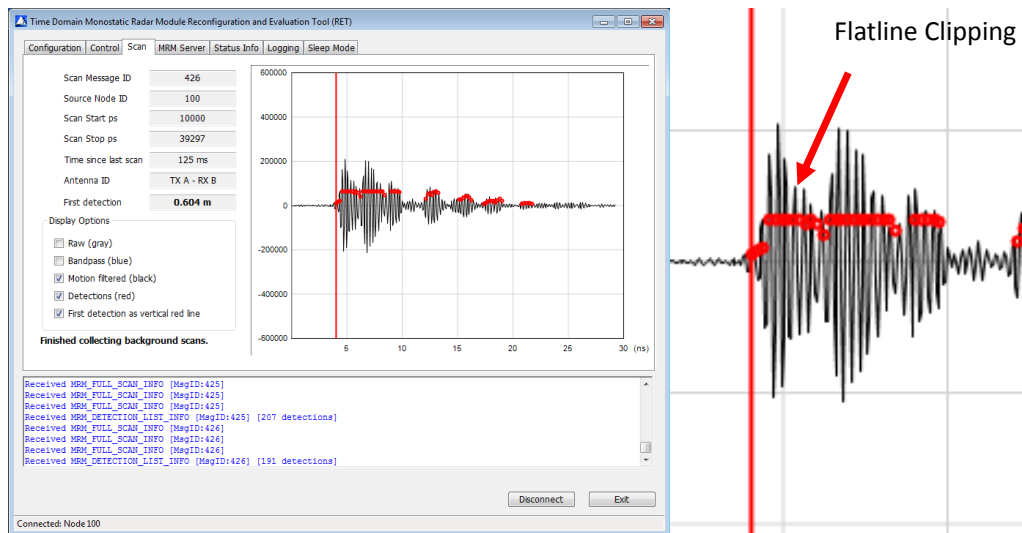 Time Domain Monostatic Radar Module Reconfiguration and Evaluation Tool (RET)
Configuration Control Scan MRM Server Status Info Logging Sleep Mode
Scan Message ID 426
Source Node ID 100
Scan Start ps 10000
Scan Stop ps 39297
Time since last scan 125 ms
Antenna ID TX A - RX B
First detection 0.604 m
Display Options
Raw (gray)
Bandpass (blue)
Motion filtered (black)
Detections (red)
First detection as vertical red line
Finished collecting background scans.
600000
400000
200000
0
-200000
-400000
-600000
5 10 15 20 25 30 (ns)
Received MRM_FULL_SCAN_INFO [MsgID:425]
Received MRM_FULL_SCAN_INFO [MsgID:425]
Received MRM_FULL_SCAN_INFO [MsgID:425]
Received MRM_DETECTION_LIST_INFO [MsgID:425] [207 detections]
Received MRM_FULL_SCAN_INFO [MsgID:426]
Received MRM_FULL_SCAN_INFO [MsgID:426]
Received MRM_FULL_SCAN_INFO [MsgID:426]
Received MRM_DETECTION_LIST_INFO [MsgID:426] [191 detections]
Disconnect Exit
Connected: Node 100
Flatline Clipping